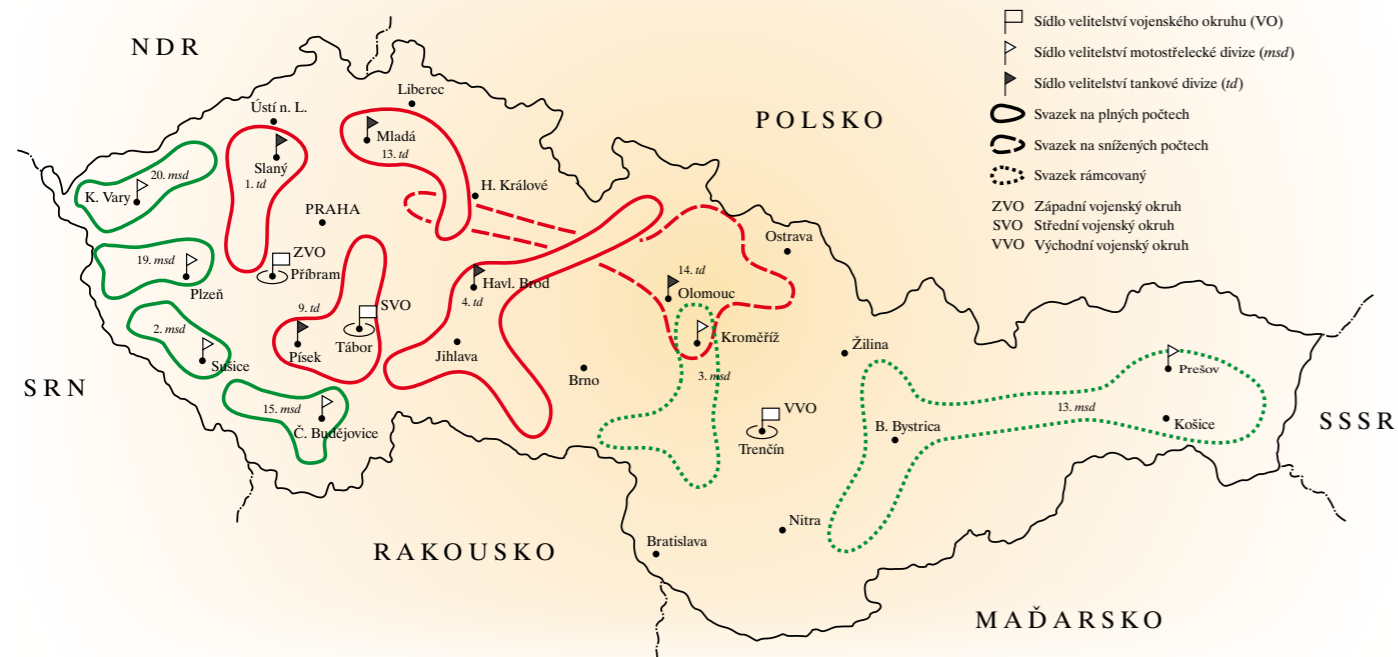 NDR
POLSKO
SRN
RAKOUSKO
MAĎARSKO
SSSR
Sídlo velitelství vojenského okruhu (VO)
Sídlo velitelství motostřelecké divize (msd)
Sídlo velitelství tankové divize (td)
Svazek na plných počtech
Svazek na snížených počtech
Svazek rámcovaný
ZVO Západní vojenský okruh
SVO Střední vojenský okruh
VVO Východní vojenský okruh
Liberec
Ústí n. L.
Mladá
13. td
Slaný
1. td
20. msd
K. Vary
H. Králové
PRAHA
Ostrava
ZVO
Příbram
19. msd
Plzeň
14. td
Olomouc
Havl. Brod
4. td
9. td
SVO
Písek
Tábor
2. msd
Sušice
Jihlava
Kroměříž
3. msd
Žilina
Brno
Prešov
15. msd
Č. Budějovice
VVO
Trenčín
13. msd
B. Bystrica
Košice
Nitra
Bratislava